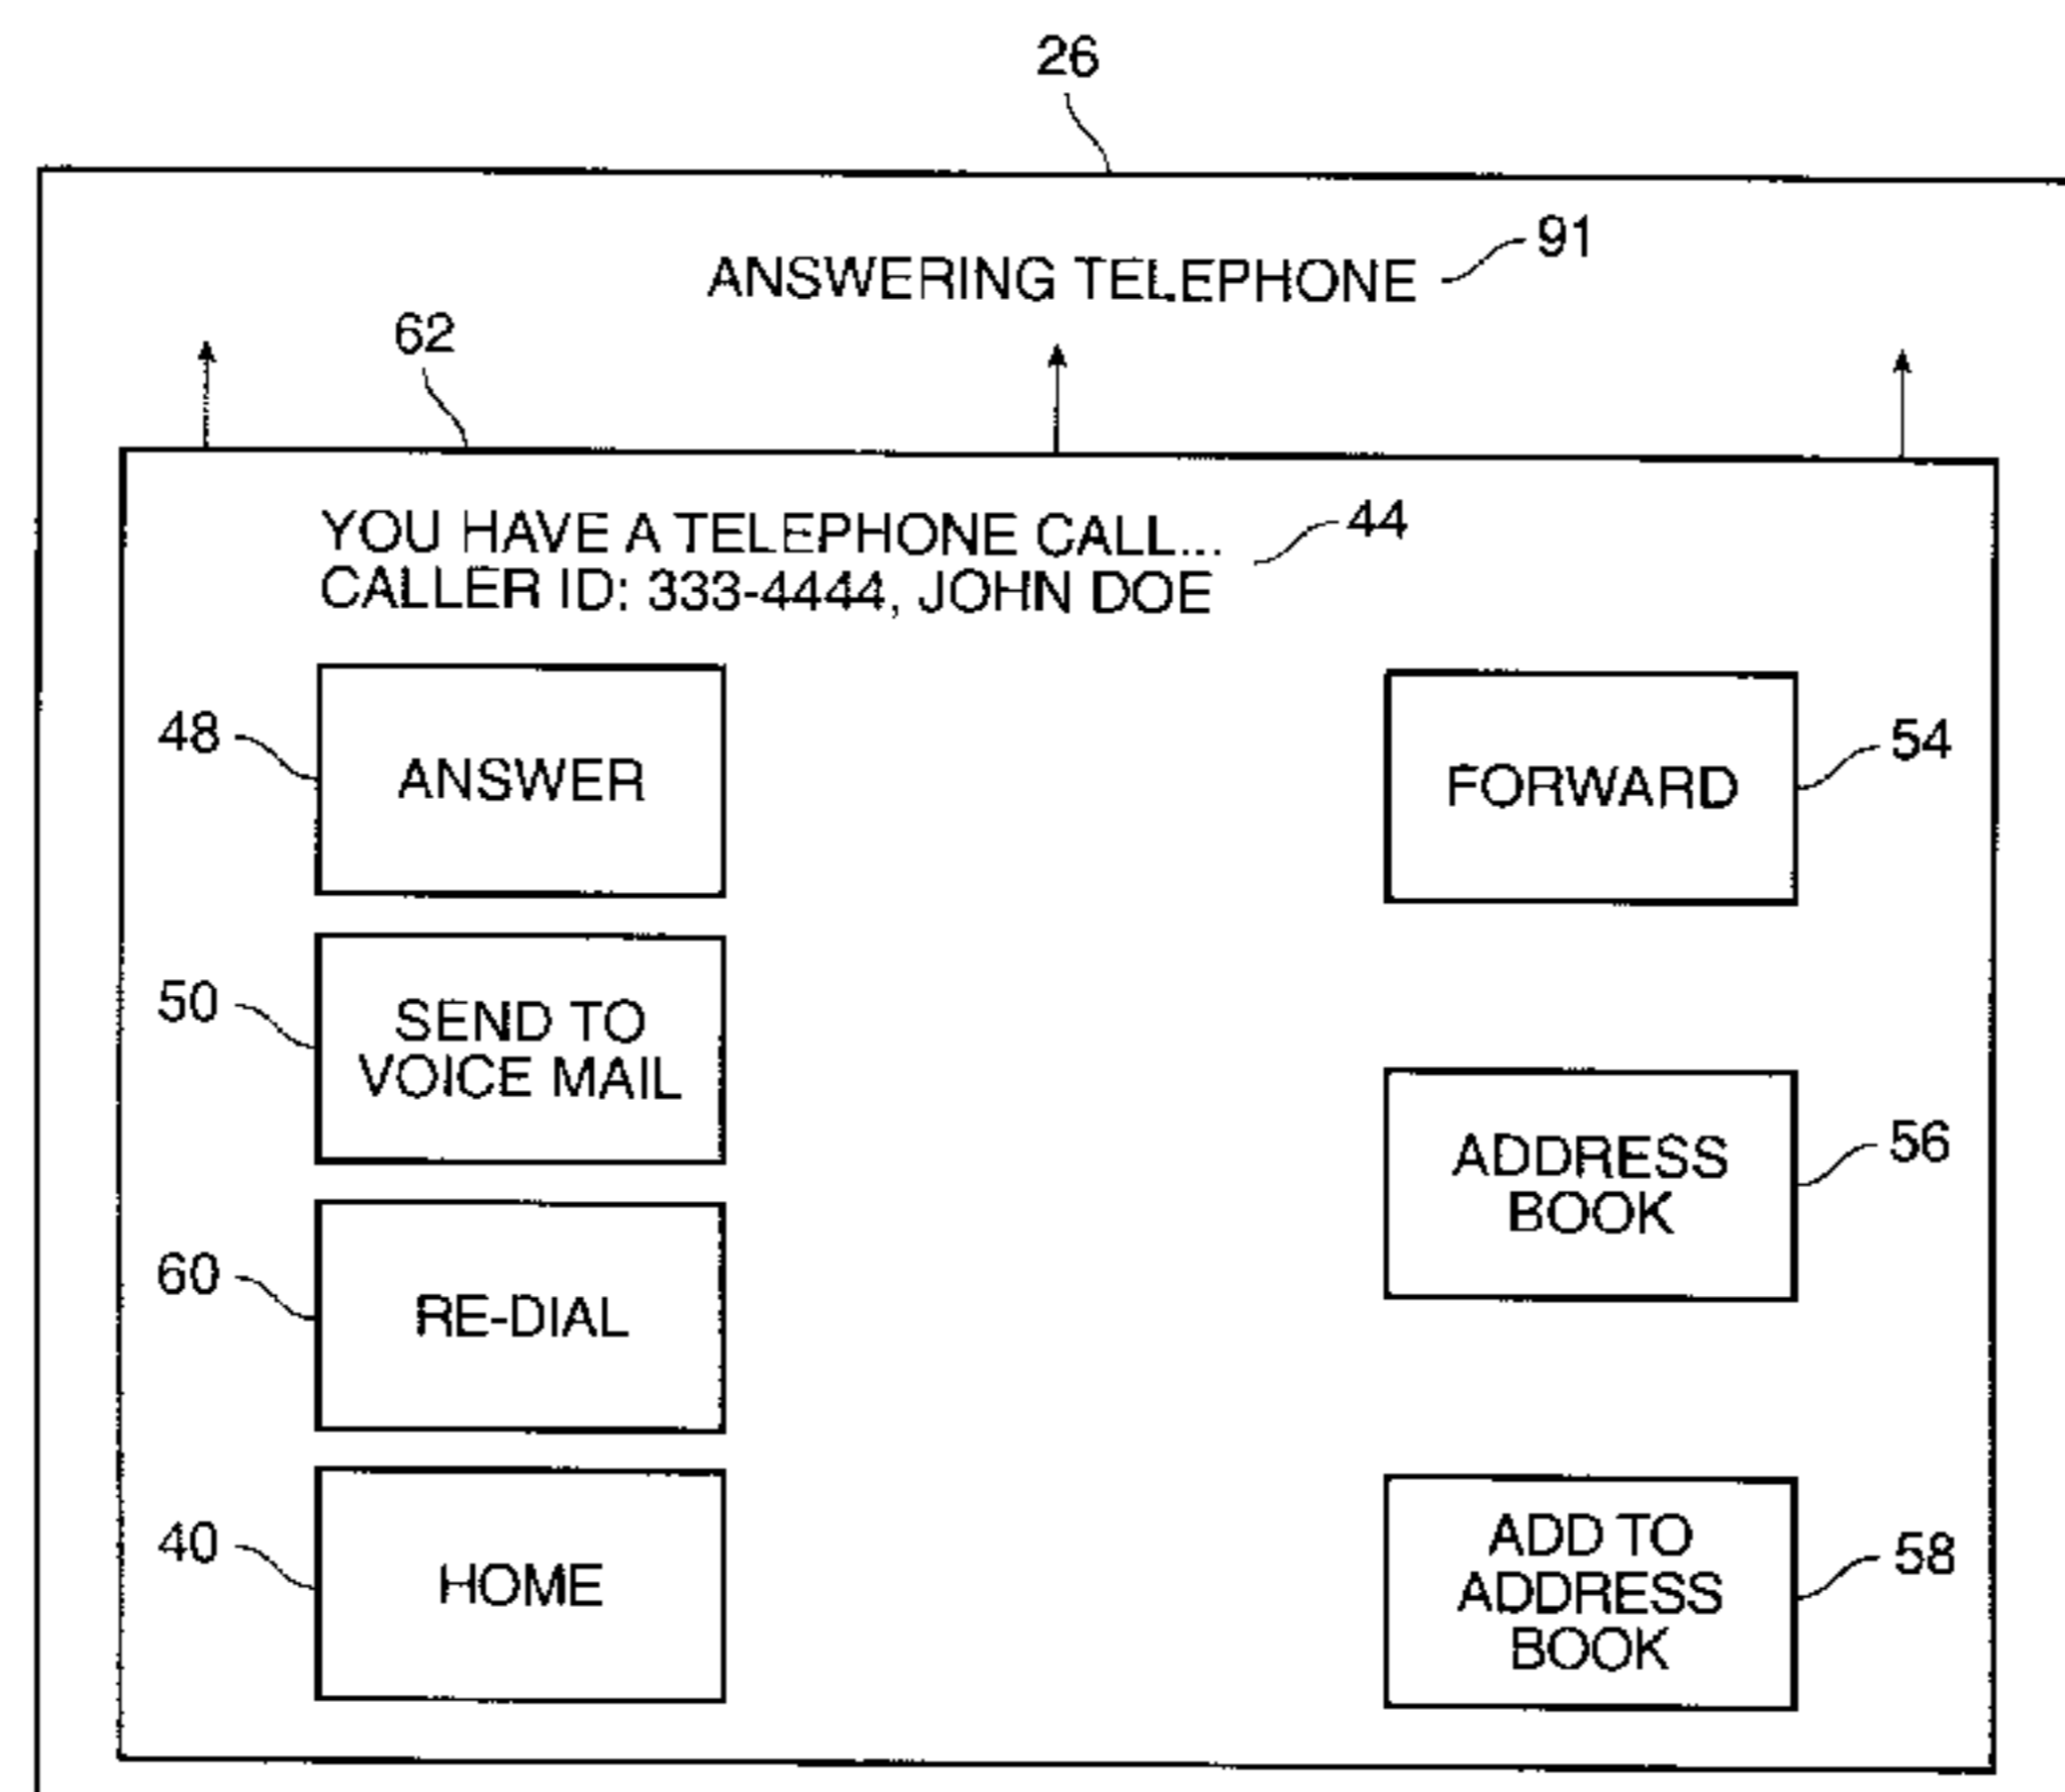 26
ANSWERING TELEPHONE
91
62
YOU HAVE A TELEPHONE CALL...
44
CALLER ID: 333-4444, JOHN DOE
48
ANSWER
FORWARD
54
50
SEND TO
VOICE MAIL
ADDRESS
BOOK
56
60
RE-DIAL
40
HOME
ADD TO
ADDRESS
BOOK
58